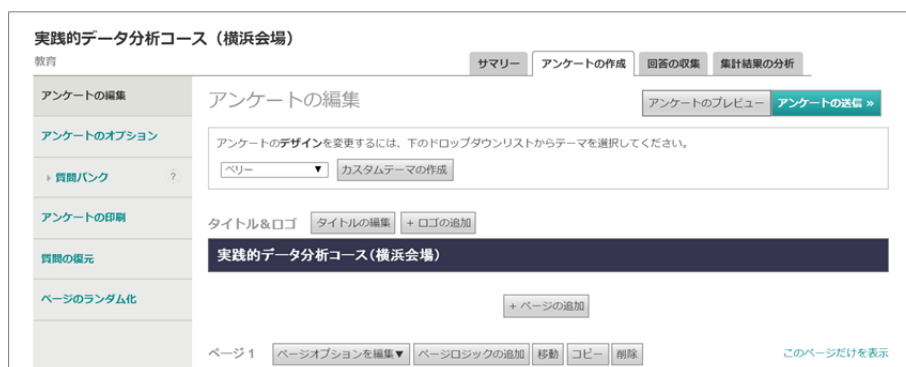 実践的データ分析コース（横浜会場）
教育
サマリー アンケートの作成 回答の収集 集計結果の分析
アンケートの編集
アンケートのオプション
質問バンク ?
アンケートの印刷
質問の復元
ページのランダム化
アンケートの編集
アンケートのプレビュー アンケートの送信 »
アンケートのデザインを変更するには、下のドロップダウンリストからテーマを選択してください。
ベリー ▼ カスタムテーマの作成
タイトル&ロゴ タイトルの編集 + ロゴの追加
実践的データ分析コース(横浜会場)
+ ページの追加
ページ 1 ページオプションを編集▼ ページロジックの追加 移動 コピー 削除 このページだけを表示